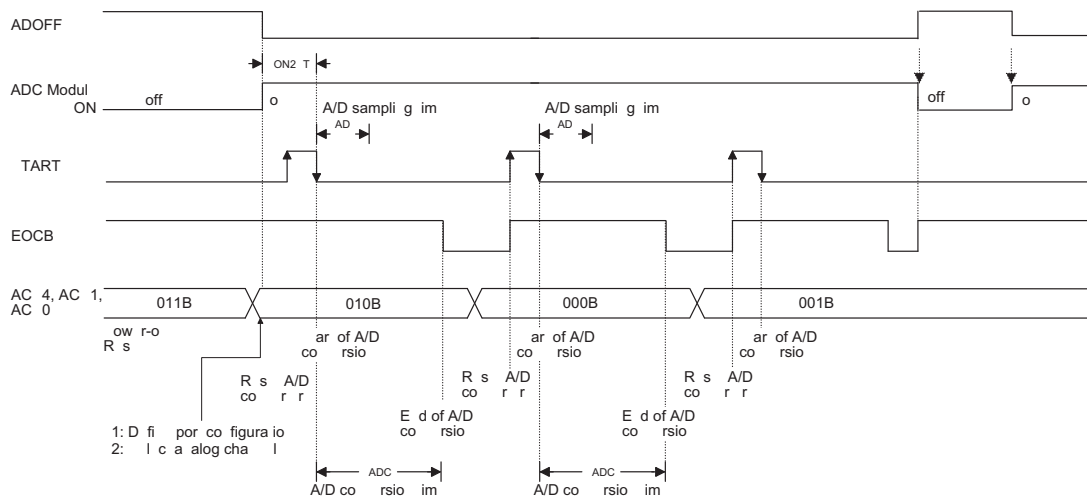 ADOFF
ON2 T
ADC Modul
ON
off
o
off
o
A/D sampli g im
AD
A/D sampli g im
AD
TART
EOCB
AC 4, AC 1,
AC 0
011B
010B
000B
001B
ow r-o
R s
ar of A/D
co rsio
ar of A/D
co rsio
ar of A/D
co rsio
R s A/D
co r r
R s A/D
co r r
R s A/D
co r r
E d of A/D
co rsio
E d of A/D
co rsio
1: D fi por co figura io
2: l c a alog cha l
ADC
A/D co rsio im
ADC
A/D co rsio im